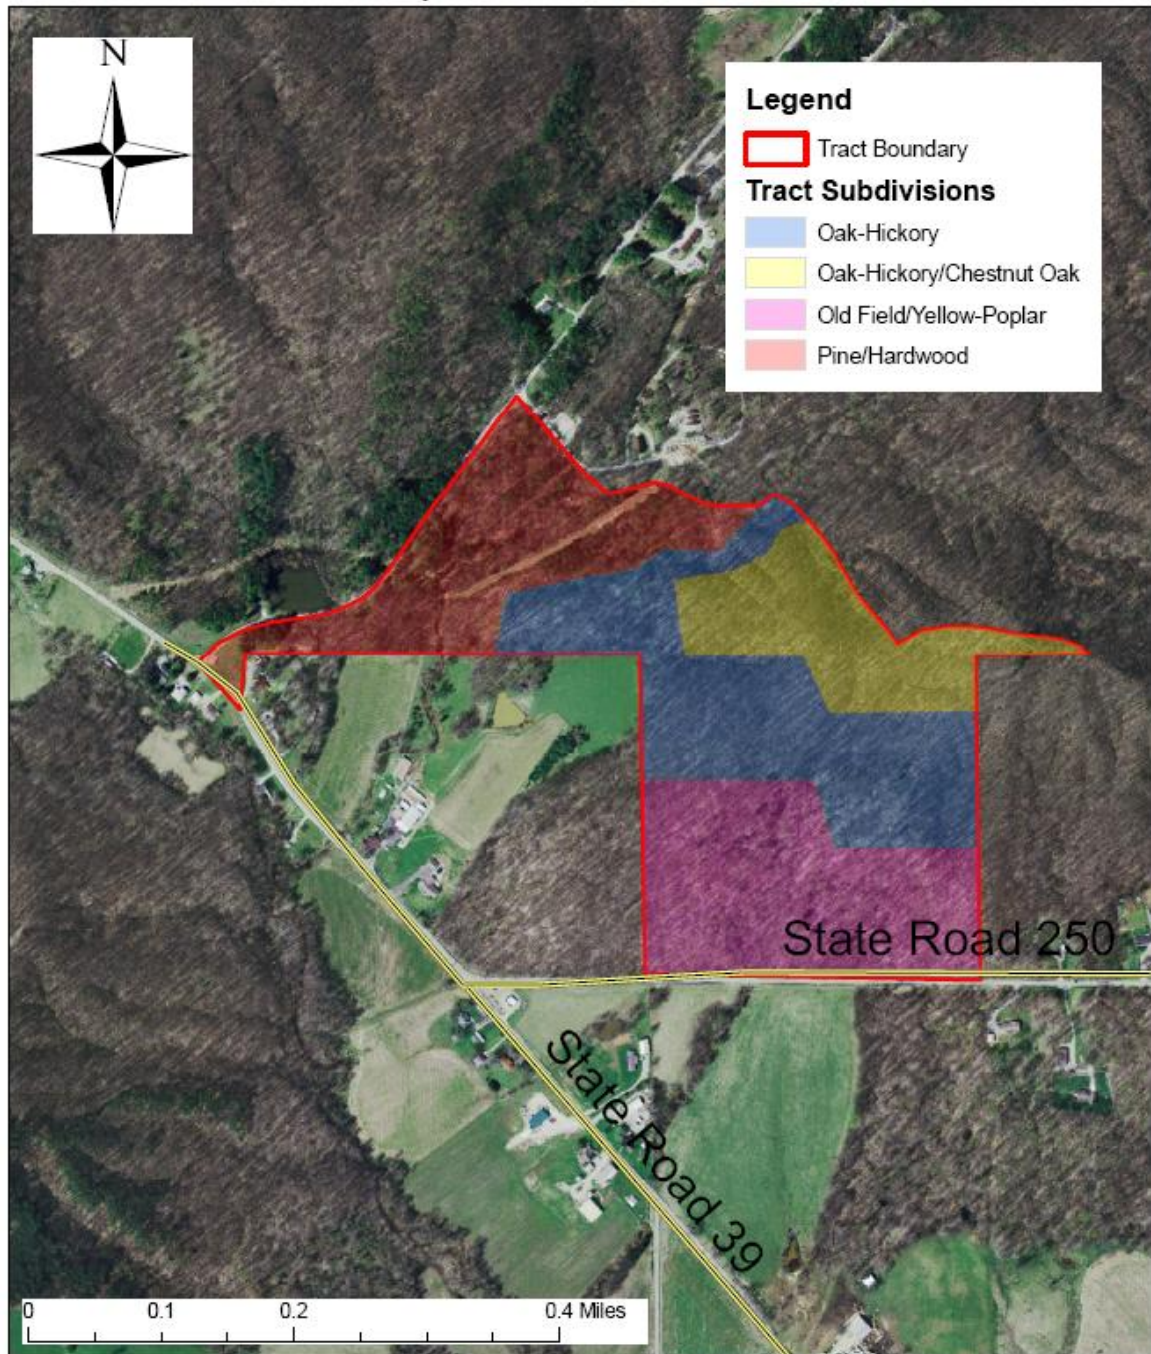 N
Legend
Tract Boundary
Tract Subdivisions
Oak-Hickory
Oak-Hickory/Chestnut Oak
Old Field/Yellow-Poplar
Pine/Hardwood
State Road 250
State Road 39
0 0.1 0.2 0.4 Miles